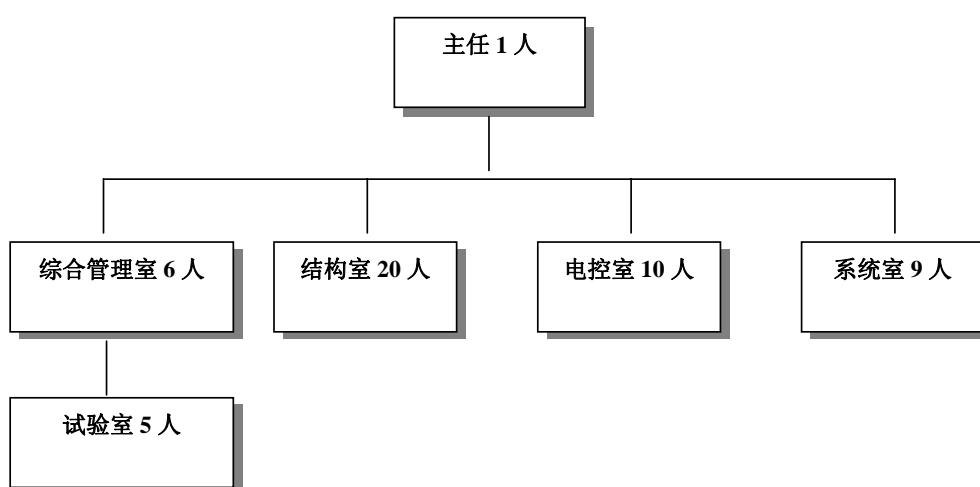 主任 1 人
综合管理室 6 人
结构室 20 人
电控室 10 人
系统室 9 人
试验室 5 人